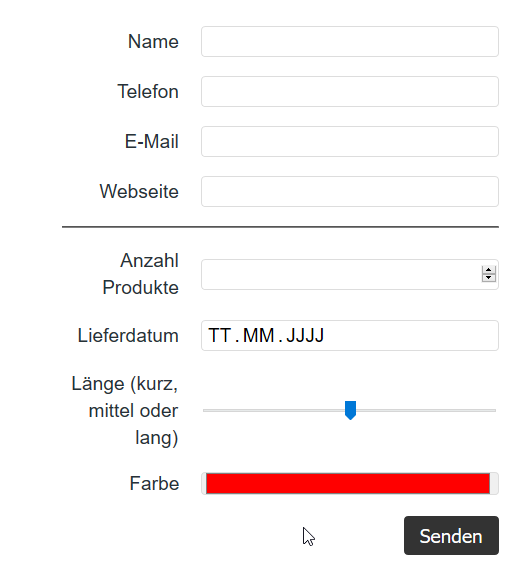 Name
Telefon
E-Mail
Webseite
Anzahl
Produkte
Lieferdatum TT.MM.JJJJ
Länge (kurz,
mittel oder
lang)
Farbe
Senden